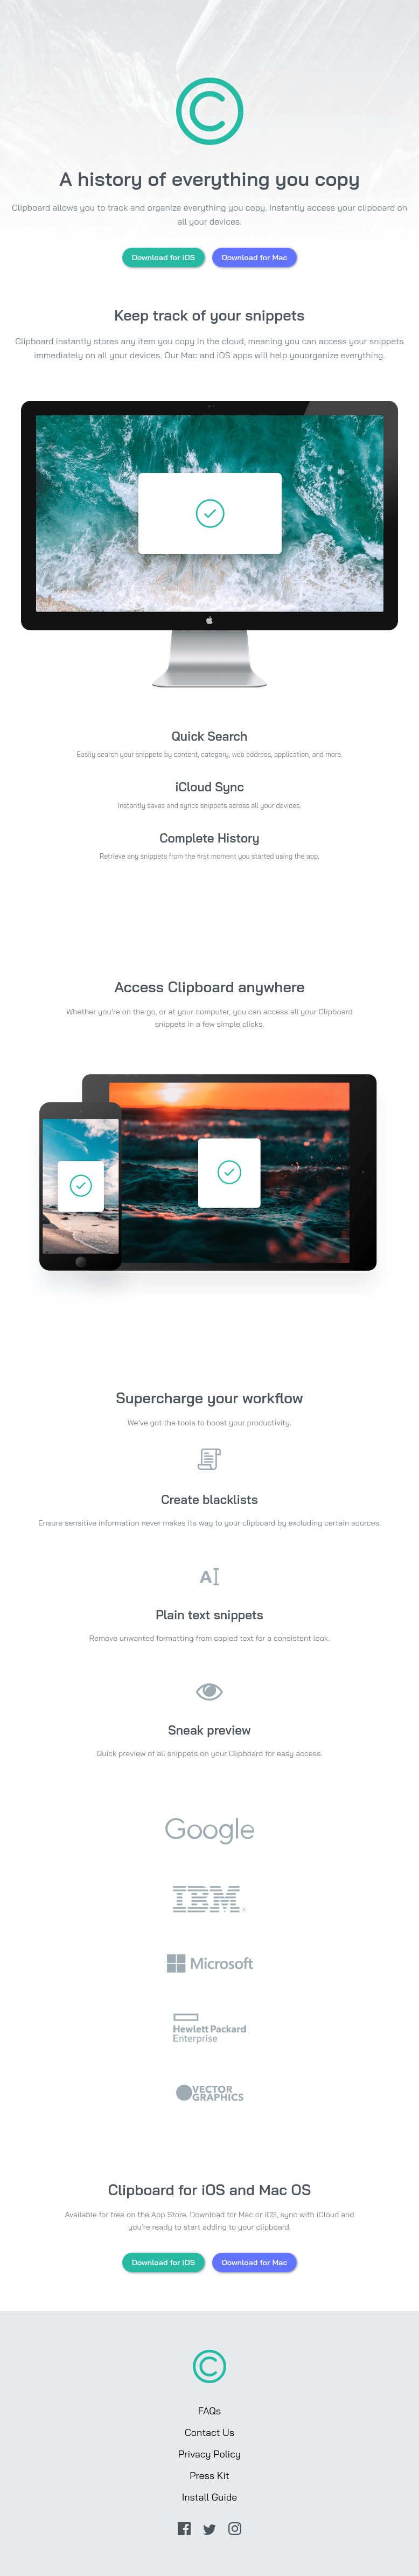 A history of everything you copy
Clipboard allows you to track and organize everything you copy. Instantly access your clipboard on
all your devices.
Download for iOS
Download for Mac
Keep track of your snippets
Clipboard instantly stores any item you copy in the cloud, meaning you can access your snippets
immediately on all your devices. Our Mac and iOS apps will help youorganize everything.
Quick Search
Easily search your snippets by content, category, web address, application, and more.
iCloud Sync
Instantly saves and syncs snippets across all your devices.
Complete History
Retrieve any snippets from the first moment you started using the app.
Access Clipboard anywhere
Whether you're on the go, or at your computer, you can access all your Clipboard
snippets in a few simple clicks.
Supercharge your workflow
We've got the tools to boost your productivity.
Create blacklists
Ensure sensitive information never makes its way to your clipboard by excluding certain sources.
A
Plain text snippets
Remove unwanted formatting from copied text for a consistent look.
Sneak preview
Quick preview of all snippets on your Clipboard for easy access.
Google
IBM
Microsoft
Hewlett Packard
Enterprise
VECTOR
GRAPHICS
Clipboard for iOS and Mac OS
Available for free on the App Store. Download for Mac or iOS, sync with iCloud and
you're ready to start adding to your clipboard.
Download for iOS
Download for Mac
FAQs
Contact Us
Privacy Policy
Press Kit
Install Guide